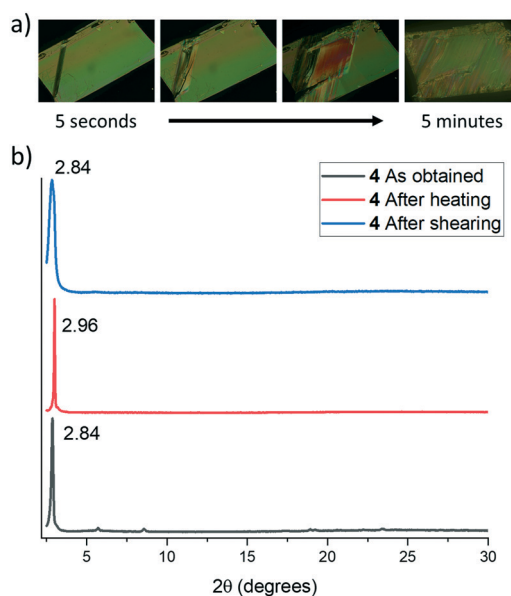 a)
5 seconds
5 minutes
b)
2.84
4 As obtained
4 After heating
4 After shearing
2.96
2.84
5
10
15
20
25
30
2θ (degrees)